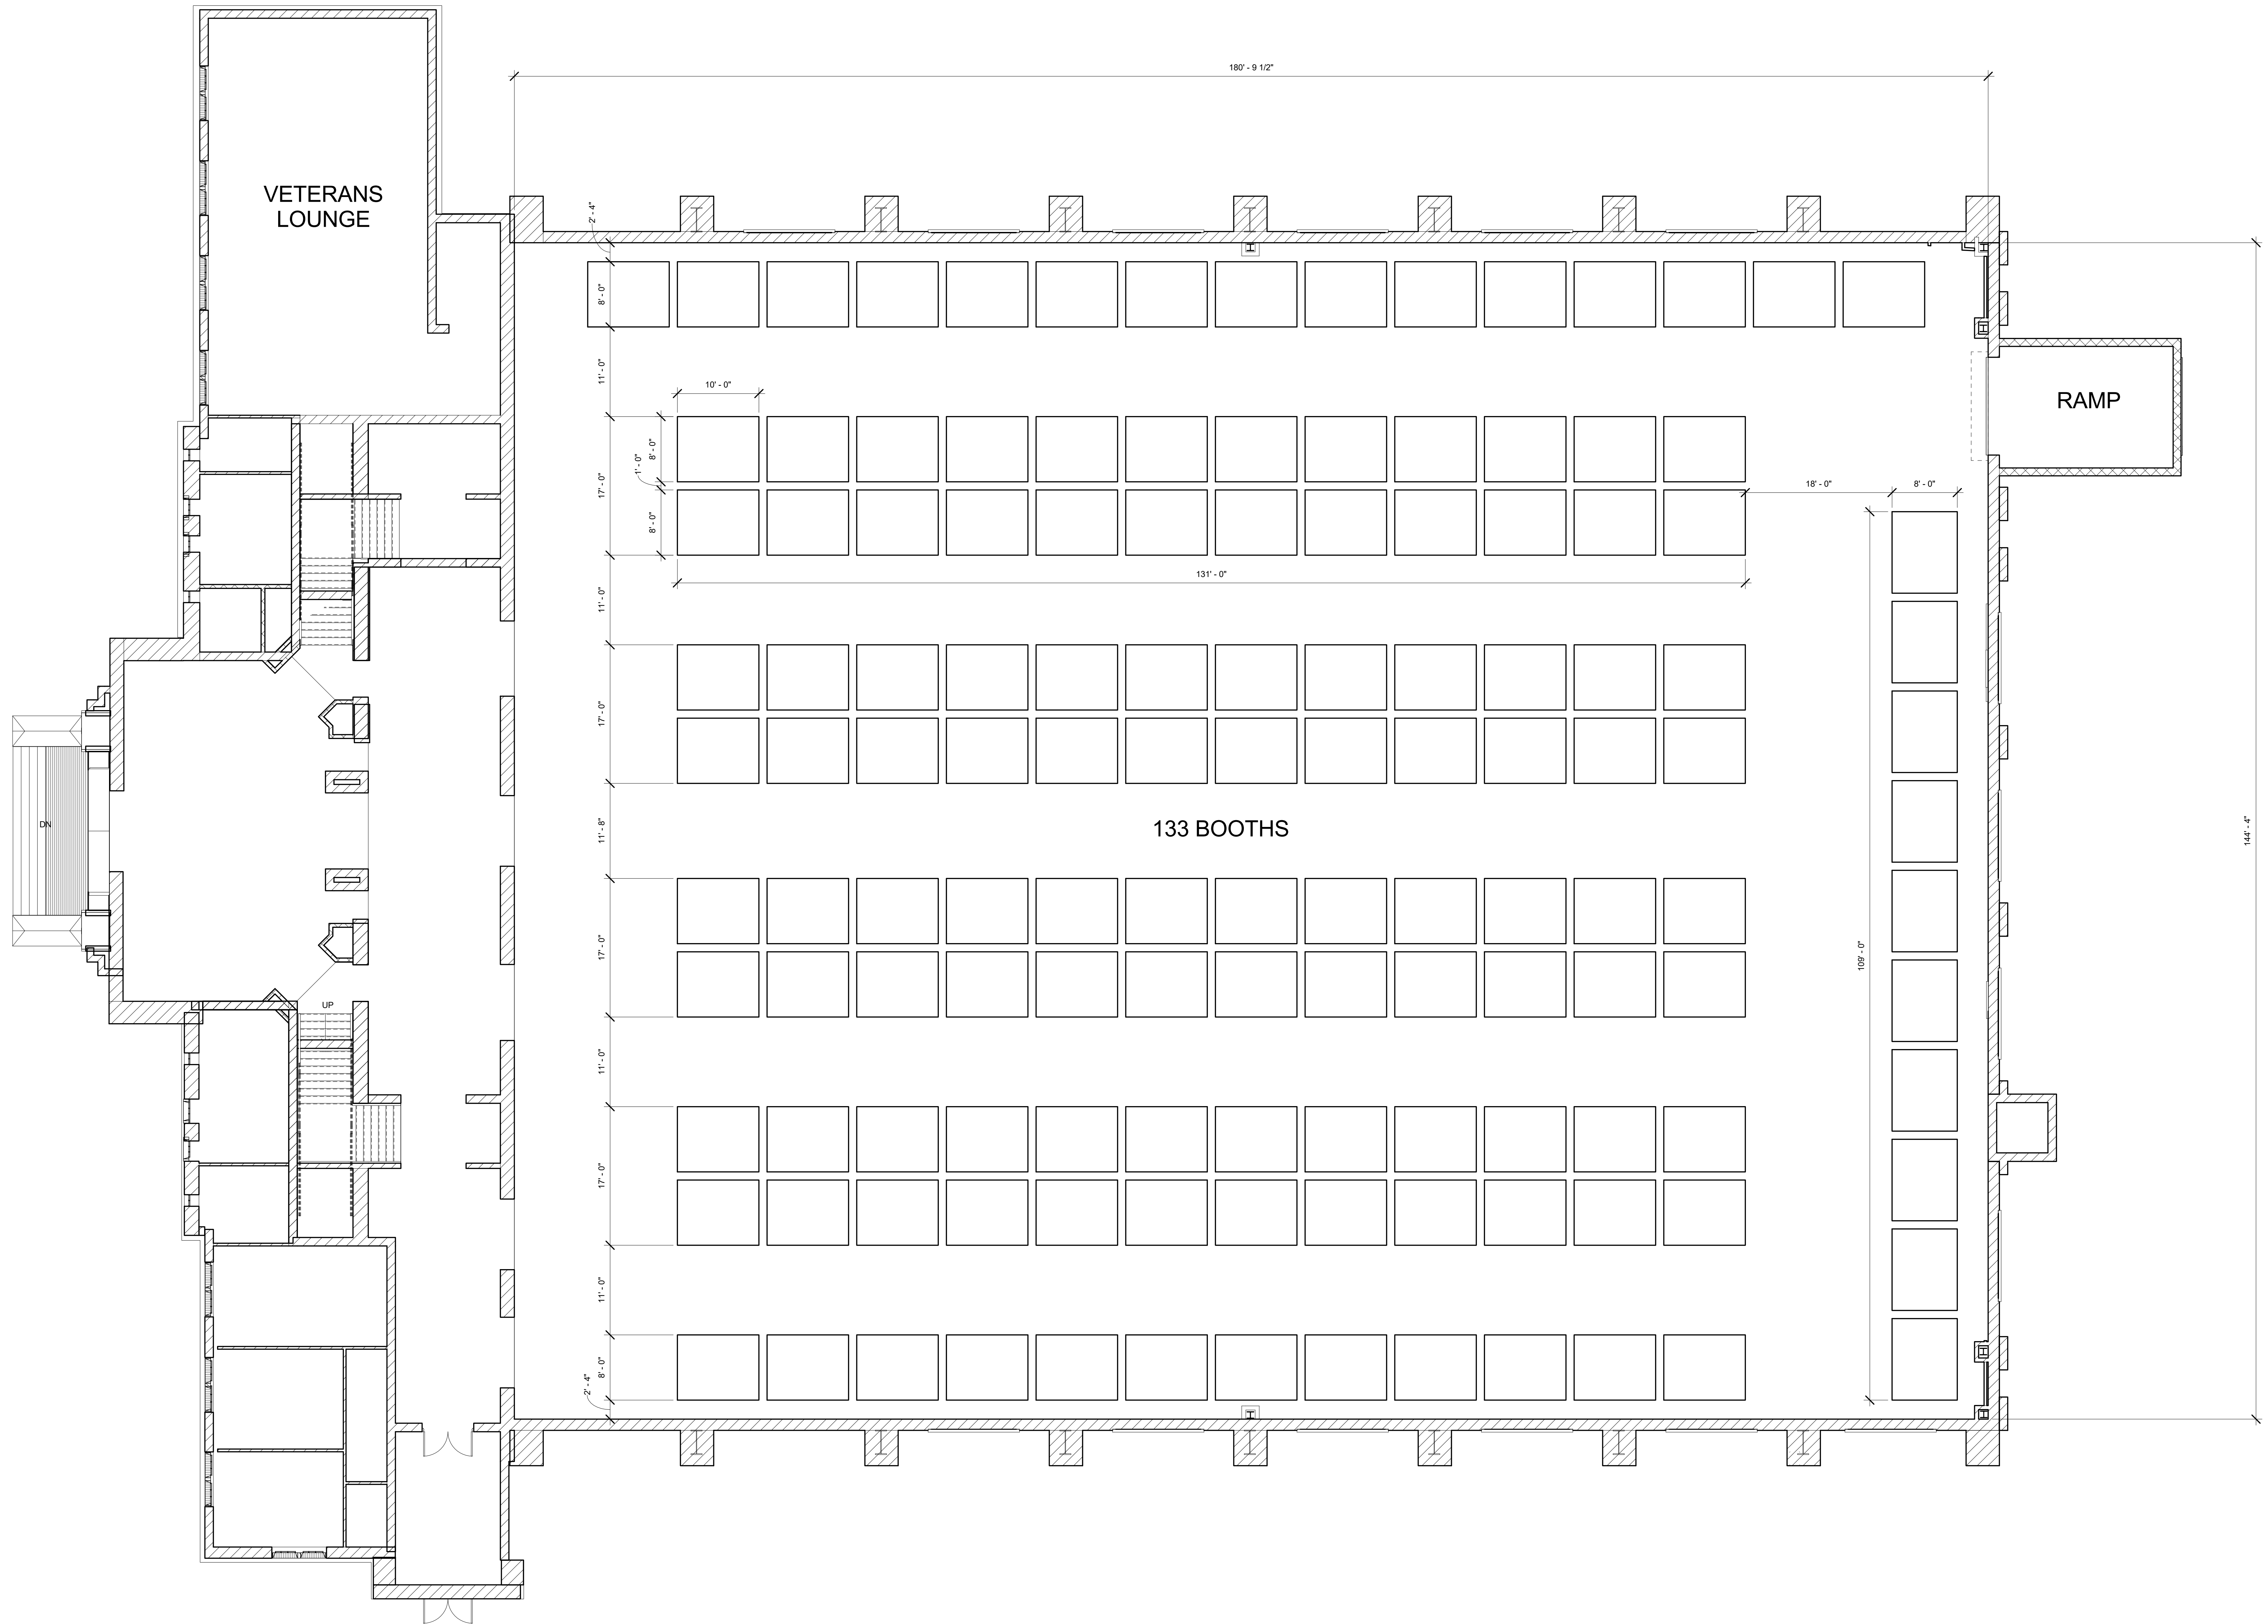 180' - 9 1/2"
VETERANS
LOUNGE
2' - 4"
8' - 0"
11' - 0"
10' - 0"
RAMP
8' - 0"
1' - 0"
17' - 0"
18' - 0"
8' - 0"
8' - 0"
131' - 0"
11' - 0"
17' - 0"
DN
11' - 8"
133 BOOTHS
144' - 4"
17' - 0"
109' - 0"
UP
11' - 0"
17' - 0"
11' - 0"
8' - 0"
2' - 4"